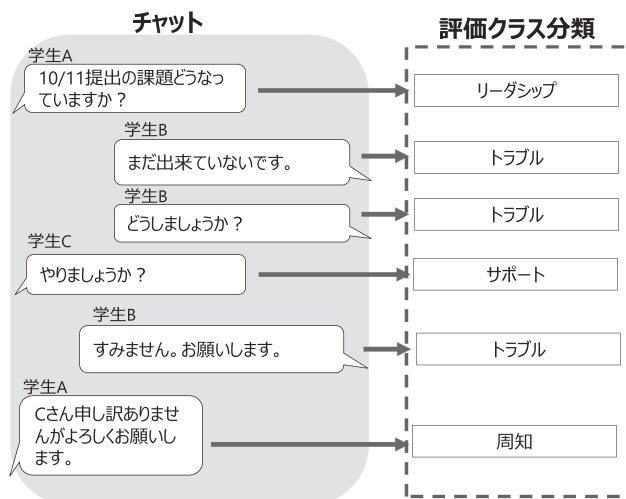 チャット
評価クラス分類
学生A
10/11提出の課題どうなっ
ていますか？
リーダシップ
学生B
まだ出来ていないです。
トラブル
学生B
どうしましょうか？
トラブル
学生C
やりましょうか？
サポート
学生B
すみません。お願いします。
トラブル
学生A
Cさん申し訳ありませ
んがよろしくお願いし
ます。
周知